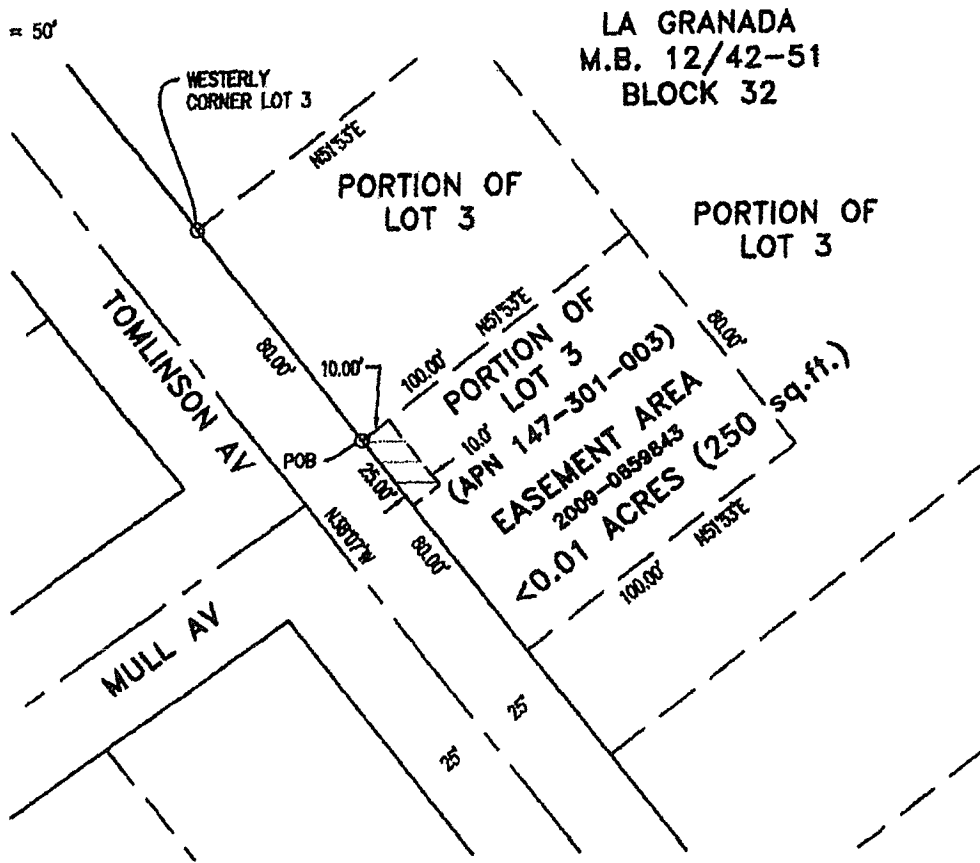 = 50'
LA GRANADA
M.B. 12/42-51
BLOCK 32
WESTERLY
CORNER LOT 3
N51°53'E
PORTION OF
LOT 3
PORTION OF
LOT 3
TOMLINSON AV
80.00'
10.00'
100.00'
N51°53'E
80.00'
PORTION OF
LOT 3
(APN 147-301-003)
10.0'
POB
25.00'
EASEMENT AREA
2009-0859843
<0.01 ACRES (250 sq.ft.)
N38°07'W
80.00'
100.00'
N51°53'E
MULL AV
25'
25'